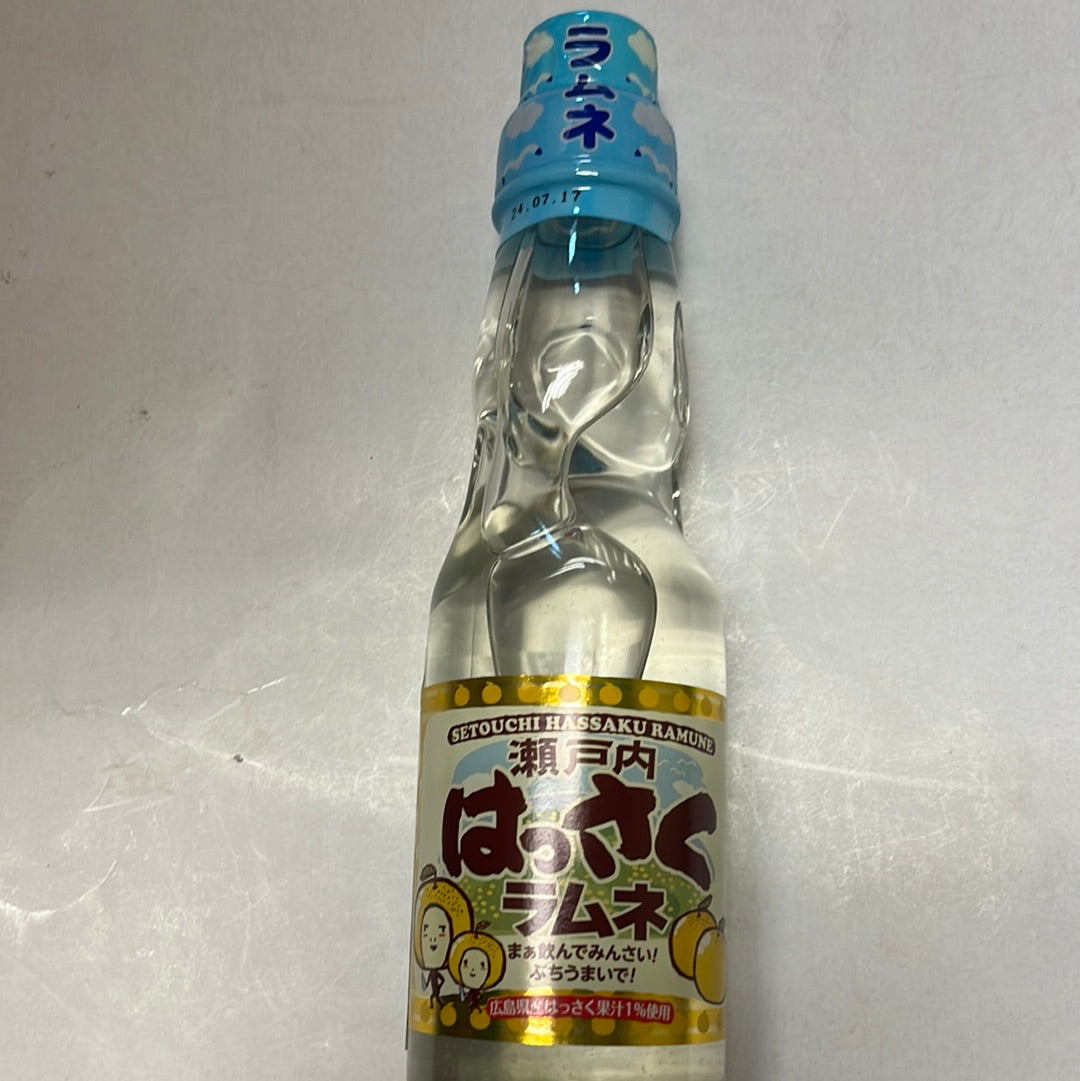 ラムネ
24.07.17
SETOUCHI HASSAKU RAMUNE
瀬戸内
はっさく
ラムネ
まぁ飲んでみんさい!
ぶちうまいで!
広島県産はっさく果汁1%使用